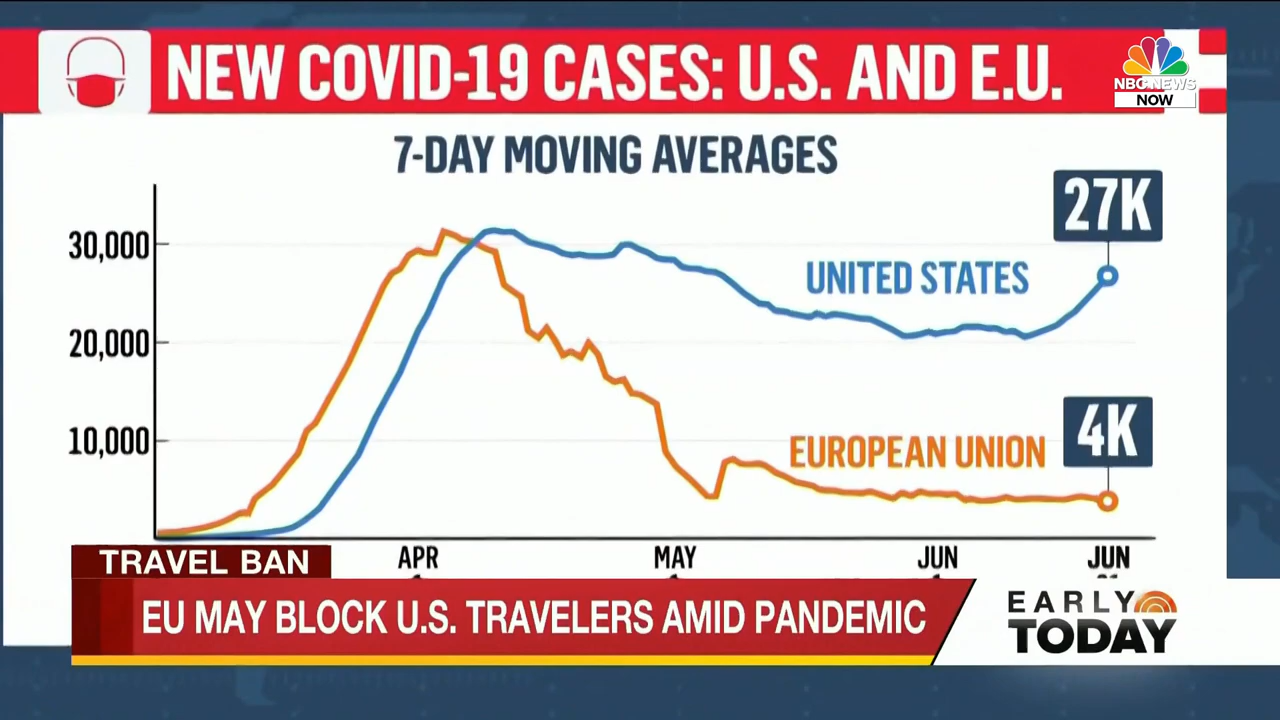 NEW COVID-19 CASES: U.S. AND E.U.
NBC NEWS
NOW
7-DAY MOVING AVERAGES
27K
30,000
UNITED STATES
20,000
4K
10,000
EUROPEAN UNION
APR
MAY
JUN
JUN
TRAVEL BAN
EU MAY BLOCK U.S. TRAVELERS AMID PANDEMIC
EARLY
TODAY